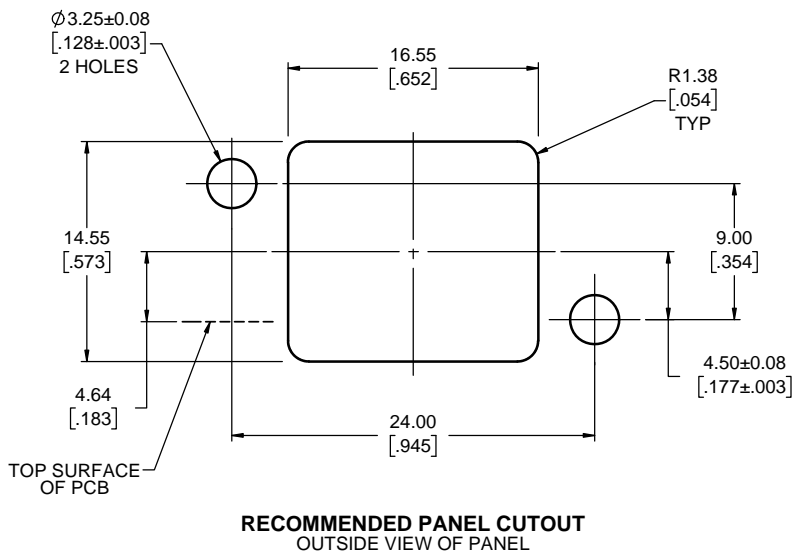 Ø3.25±0.08
[.128±.003]
2 HOLES
16.55
[.652]
R1.38
[.054]
TYP
14.55
[.573]
9.00
[.354]
4.64
[.183]
4.50±0.08
[.177±.003]
24.00
[.945]
TOP SURFACE
OF PCB
RECOMMENDED PANEL CUTOUT
OUTSIDE VIEW OF PANEL